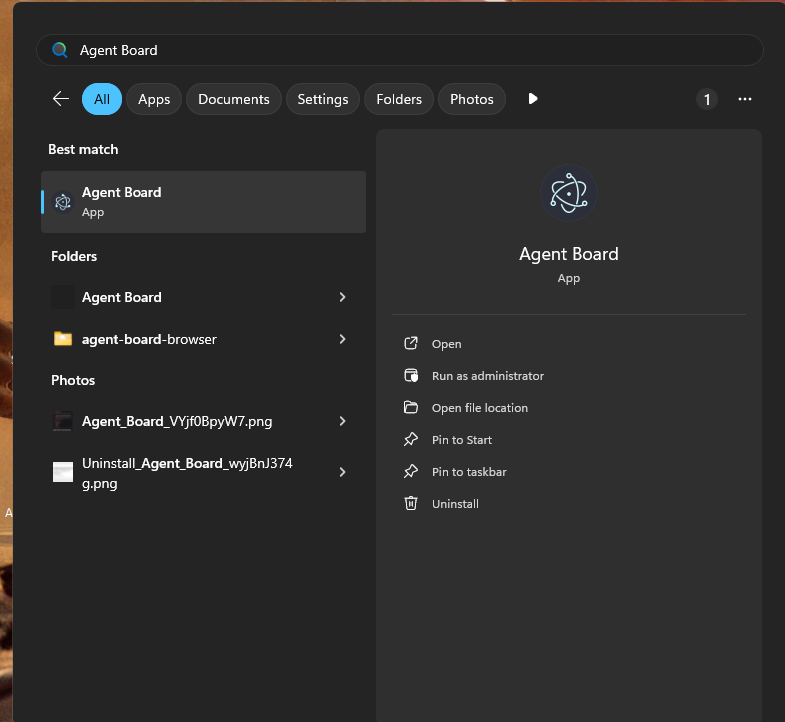 Agent Board
All
Apps
Documents
Settings
Folders
Photos
1
Best match
Agent Board
App
Folders
Agent Board
agent-board-browser
Photos
Agent_Board_VYjf0BpyW7.png
Uninstall_Agent_Board_wyjBnJ374
g.png
Agent Board
App
Open
Run as administrator
Open file location
Pin to Start
Pin to taskbar
Uninstall
A